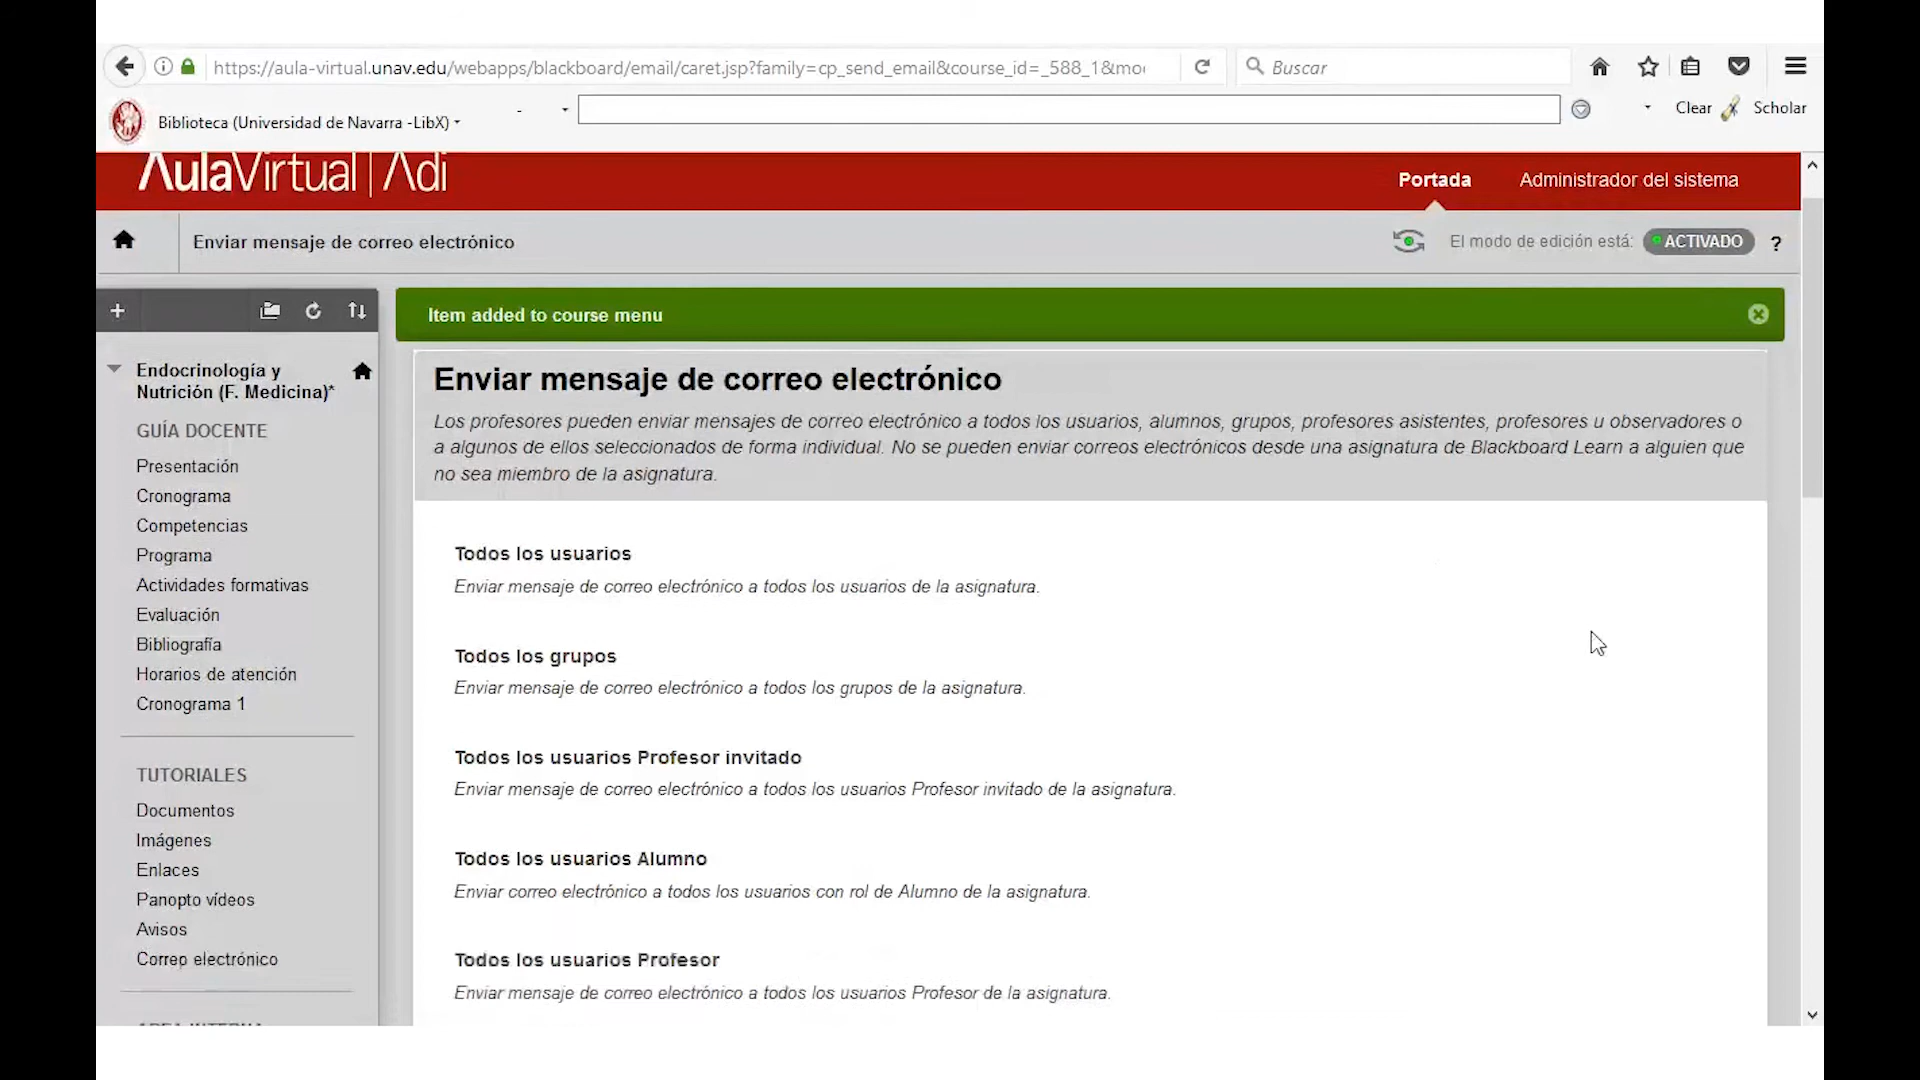 https://aula-virtual.unav.edu/webapps/blackboard/email/caret.jsp?family=cp_send_email&course_id=_588_1&mo
Buscar
Biblioteca (Universidad de Navarra -LibX)
-
Clear
Scholar
AulaVirtual | Adi
Portada
Administrador del sistema
Enviar mensaje de correo electrónico
El modo de edición está:
ACTIVADO
?
Item added to course menu
Endocrinología y
Nutrición (F. Medicina)*
GUÍA DOCENTE
Presentación
Cronograma
Competencias
Programa
Actividades formativas
Evaluación
Bibliografía
Horarios de atención
Cronograma 1
TUTORIALES
Documentos
Imágenes
Enlaces
Panopto vídeos
Avisos
Correp electrónico
Enviar mensaje de correo electrónico
Los profesores pueden enviar mensajes de correo electrónico a todos los usuarios, alumnos, grupos, profesores asistentes, profesores u observadores o
a algunos de ellos seleccionados de forma individual. No se pueden enviar correos electrónicos desde una asignatura de Blackboard Learn a alguien que
no sea miembro de la asignatura.
Todos los usuarios
Enviar mensaje de correo electrónico a todos los usuarios de la asignatura.
Todos los grupos
Enviar mensaje de correo electrónico a todos los grupos de la asignatura.
Todos los usuarios Profesor invitado
Enviar mensaje de correo electrónico a todos los usuarios Profesor invitado de la asignatura.
Todos los usuarios Alumno
Enviar correo electrónico a todos los usuarios con rol de Alumno de la asignatura.
Todos los usuarios Profesor
Enviar mensaje de correo electrónico a todos los usuarios Profesor de la asignatura.